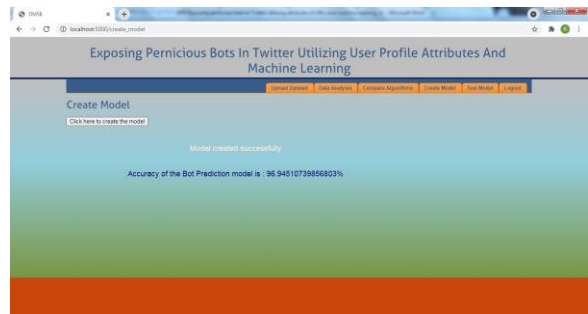 DMSB
localhost:5000/create_model
Exposing Pernicious Bots In Twitter Utilizing User Profile Attributes And
Machine Learning
Upload Dataset Data Analysis Compare Algorithms Create Model Test Model Logout
Create Model
Click here to create the model
Model created successfully
Accuracy of the Bot Prediction model is : 96.94510739856803%